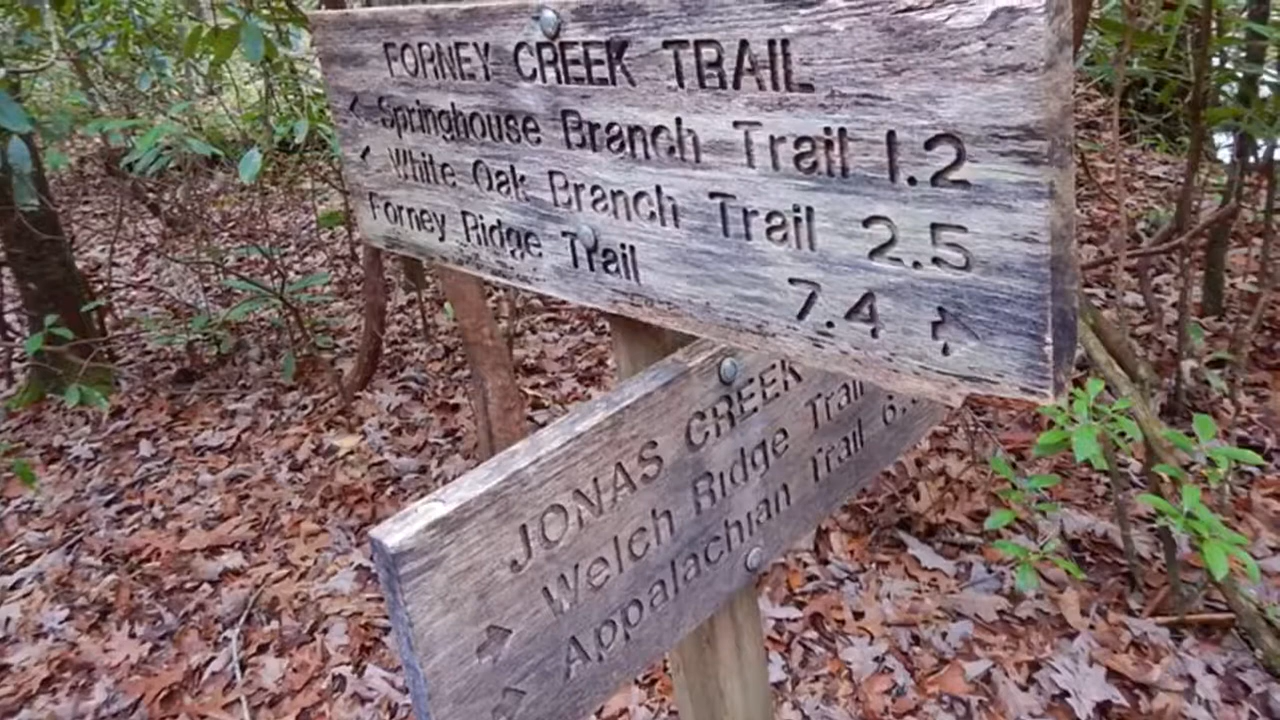 FORNEY CREEK TRAIL
< Springhouse Branch Trail 1.2
< White Oak Branch Trail 2.5
Forney Ridge Trail 7.4
JONAS CREEK
Welch Ridge Trail
Appalachian Trail